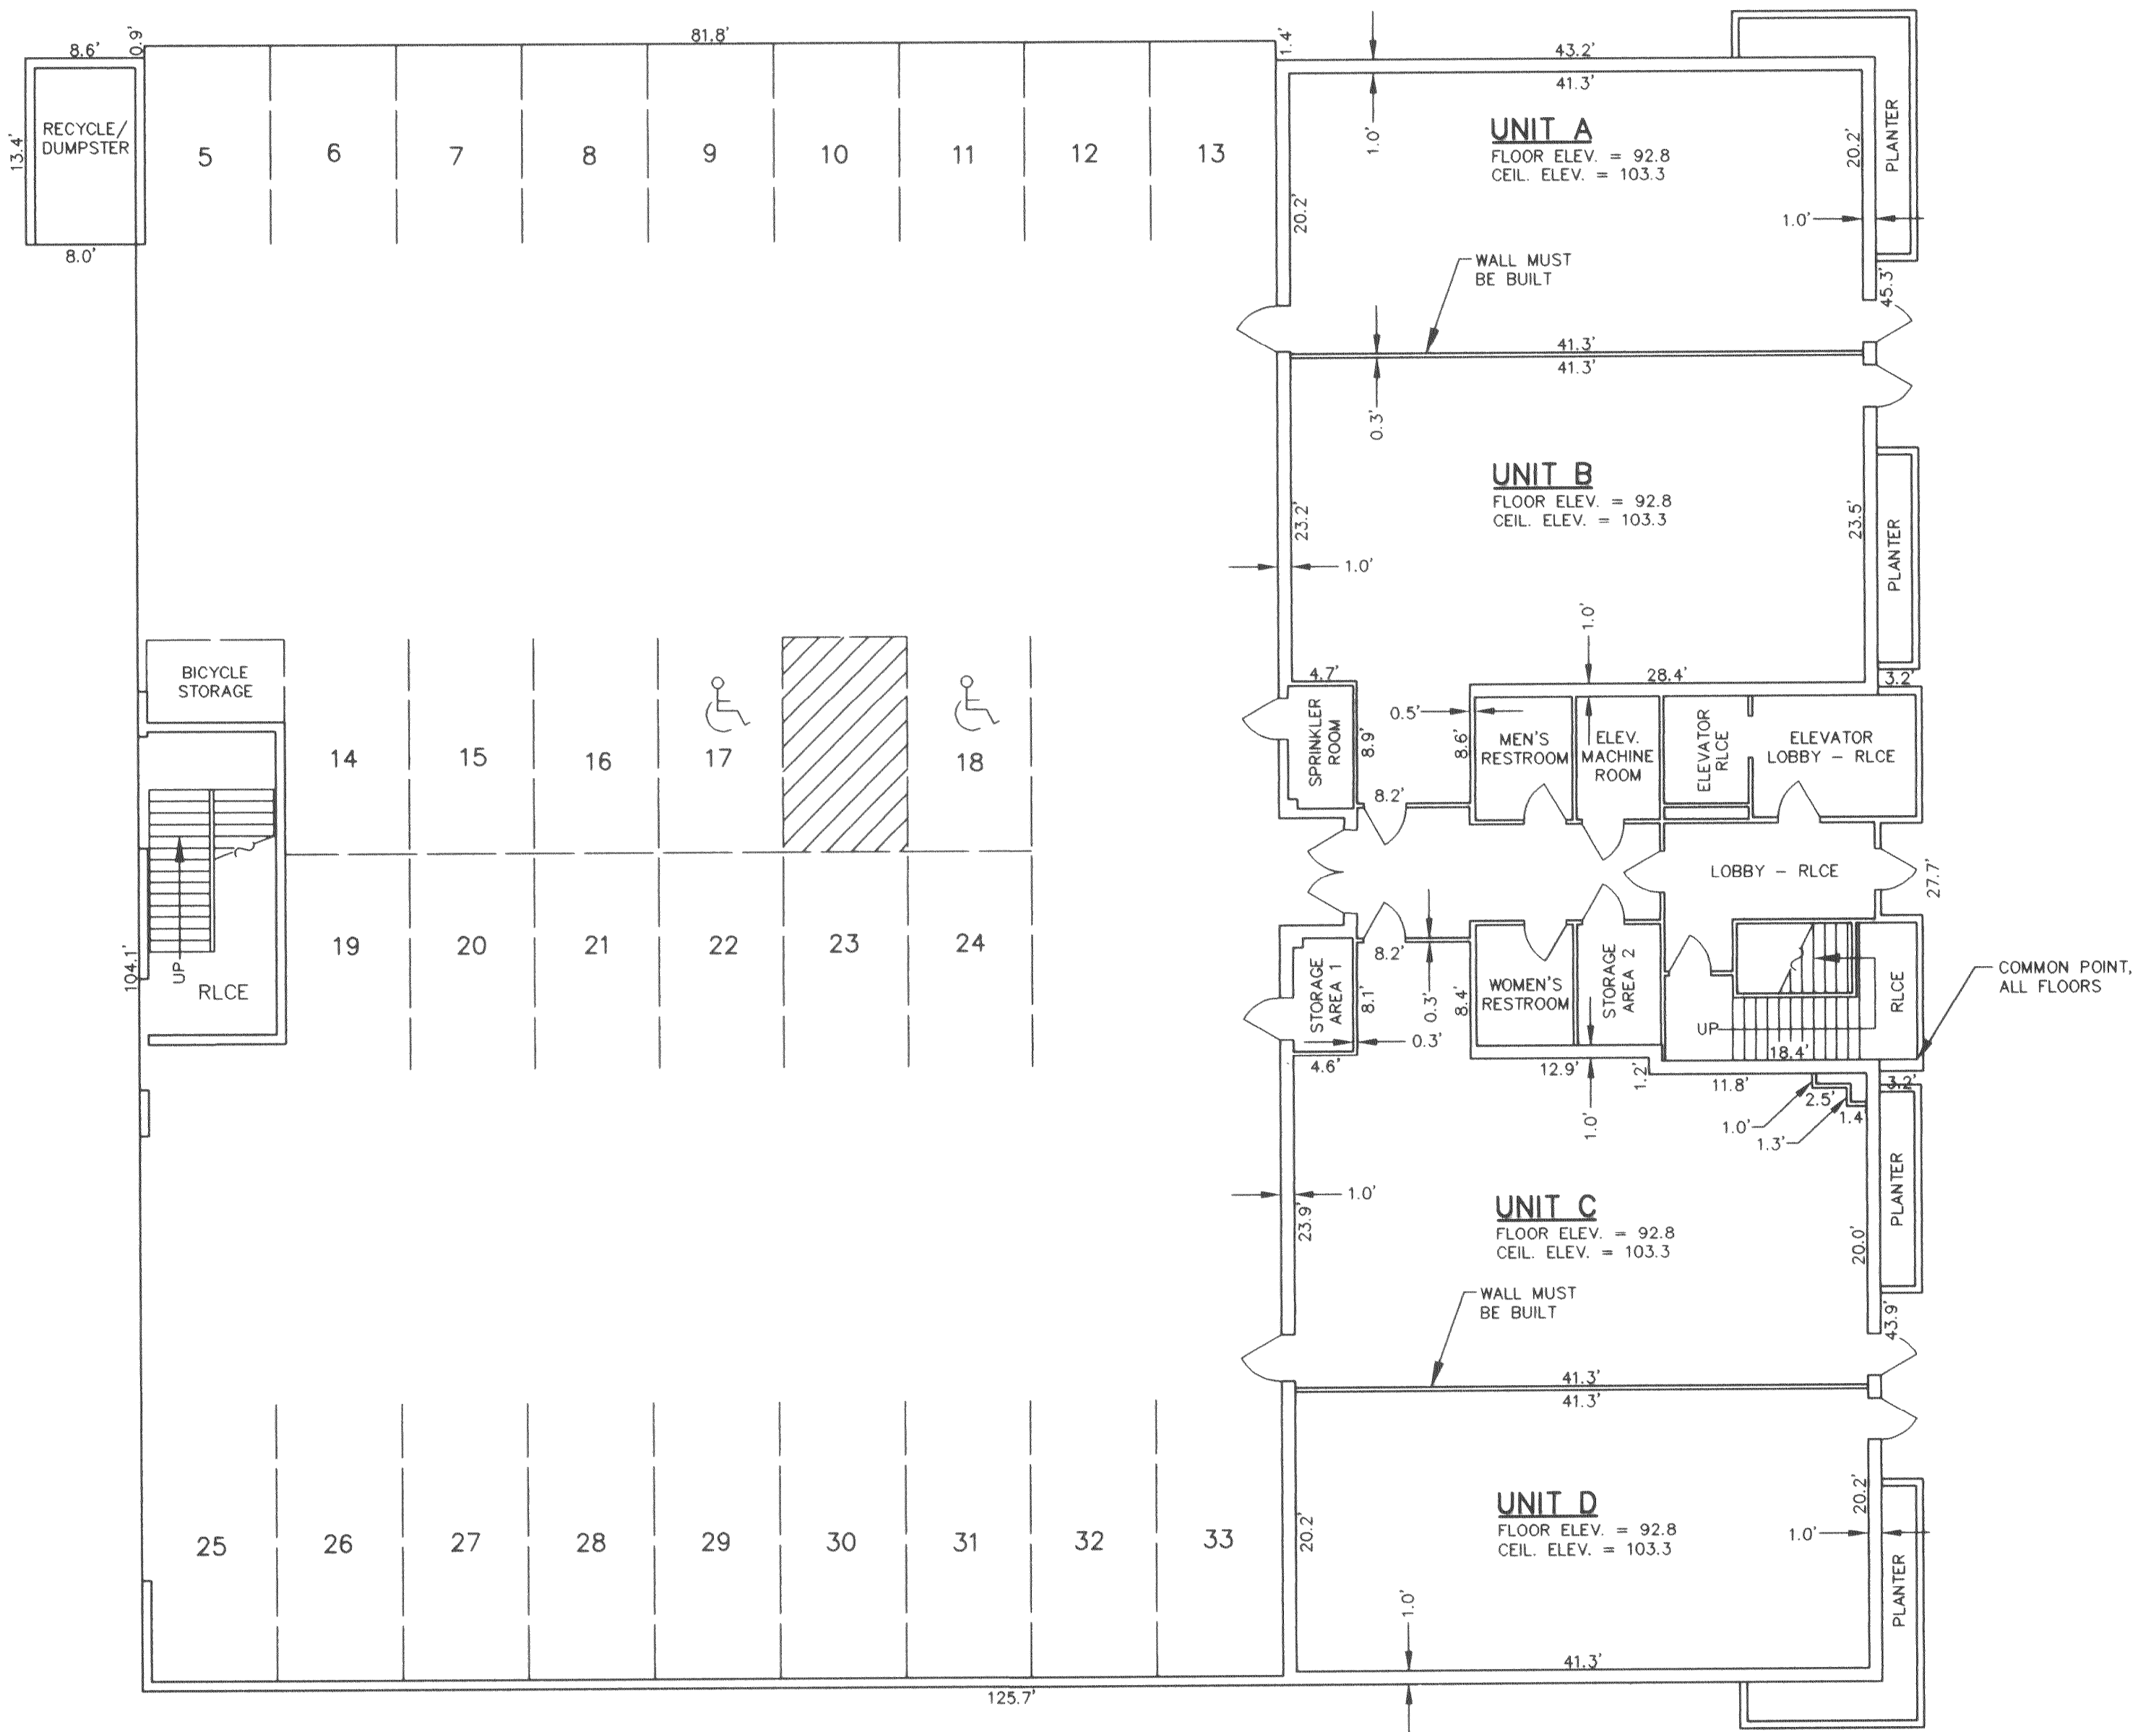 8.6'
0.9'
81.8'
1.4'
43.2'
41.3'
1.0'
UNIT A
FLOOR ELEV. = 92.8
CEIL. ELEV. = 103.3
20.2'
20.2'
1.0'
PLANTER
RECYCLE/
DUMPSTER
13.4'
8.0'
5
6
7
8
9
10
11
12
13
WALL MUST
BE BUILT
45.3'
41.3'
41.3'
0.3'
UNIT B
FLOOR ELEV. = 92.8
CEIL. ELEV. = 103.3
23.2'
23.5'
1.0'
PLANTER
1.0'
4.7'
28.4'
3.2'
BICYCLE
STORAGE
14
15
16
17
18
SPRINKLER
ROOM
8.9'
0.5'
8.6'
8.2'
MEN'S
RESTROOM
ELEV.
MACHINE
ROOM
ELEVATOR
RLCE
ELEVATOR
LOBBY – RLCE
LOBBY – RLCE
27.7'
104.1'
UP
RLCE
19
20
21
22
23
24
STORAGE
AREA 1
8.1'
8.2'
0.3'
8.4'
0.3'
4.6'
WOMEN'S
RESTROOM
STORAGE
AREA 2
UP
RLCE
18.4'
COMMON POINT,
ALL FLOORS
12.9'
1.2'
11.8'
3.2'
2.5'
1.4'
1.0'
1.3'
1.0'
1.0'
23.9'
UNIT C
FLOOR ELEV. = 92.8
CEIL. ELEV. = 103.3
20.0'
PLANTER
WALL MUST
BE BUILT
43.9'
41.3'
41.3'
25
26
27
28
29
30
31
32
33
20.2'
UNIT D
FLOOR ELEV. = 92.8
CEIL. ELEV. = 103.3
20.2'
1.0'
PLANTER
1.0'
41.3'
125.7'